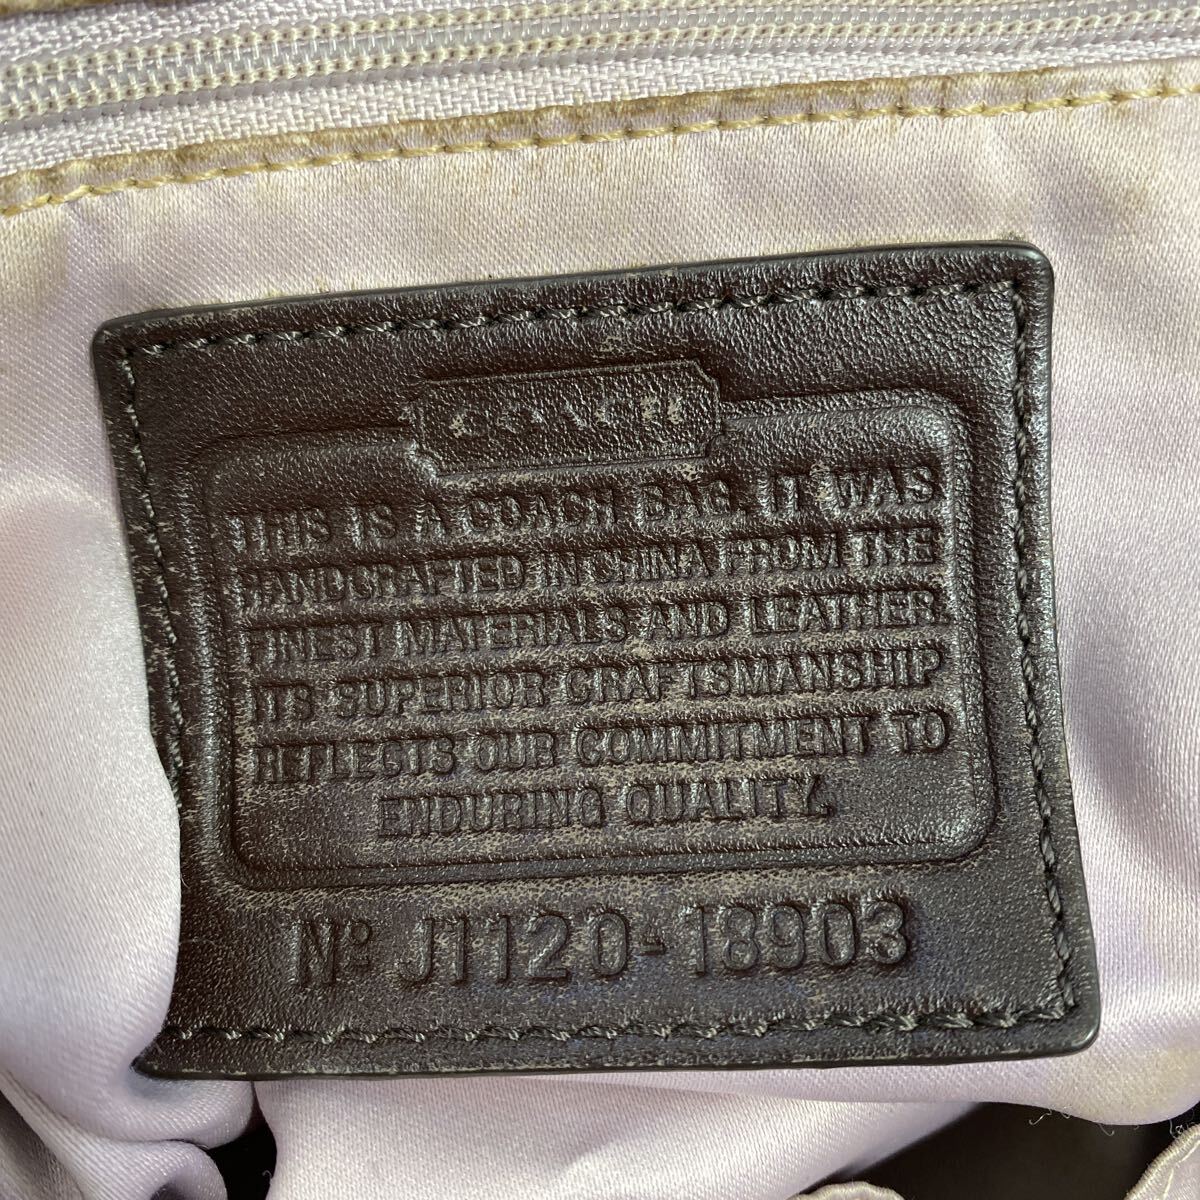 COACH
THIS IS A COACH BAG. IT WAS
HANDCRAFTED IN CHINA FROM THE
FINEST MATERIALS AND LEATHER.
ITS SUPERIOR CRAFTSMANSHIP
REFLECTS OUR COMMITMENT TO
ENDURING QUALITY.
Nº J1120-18903